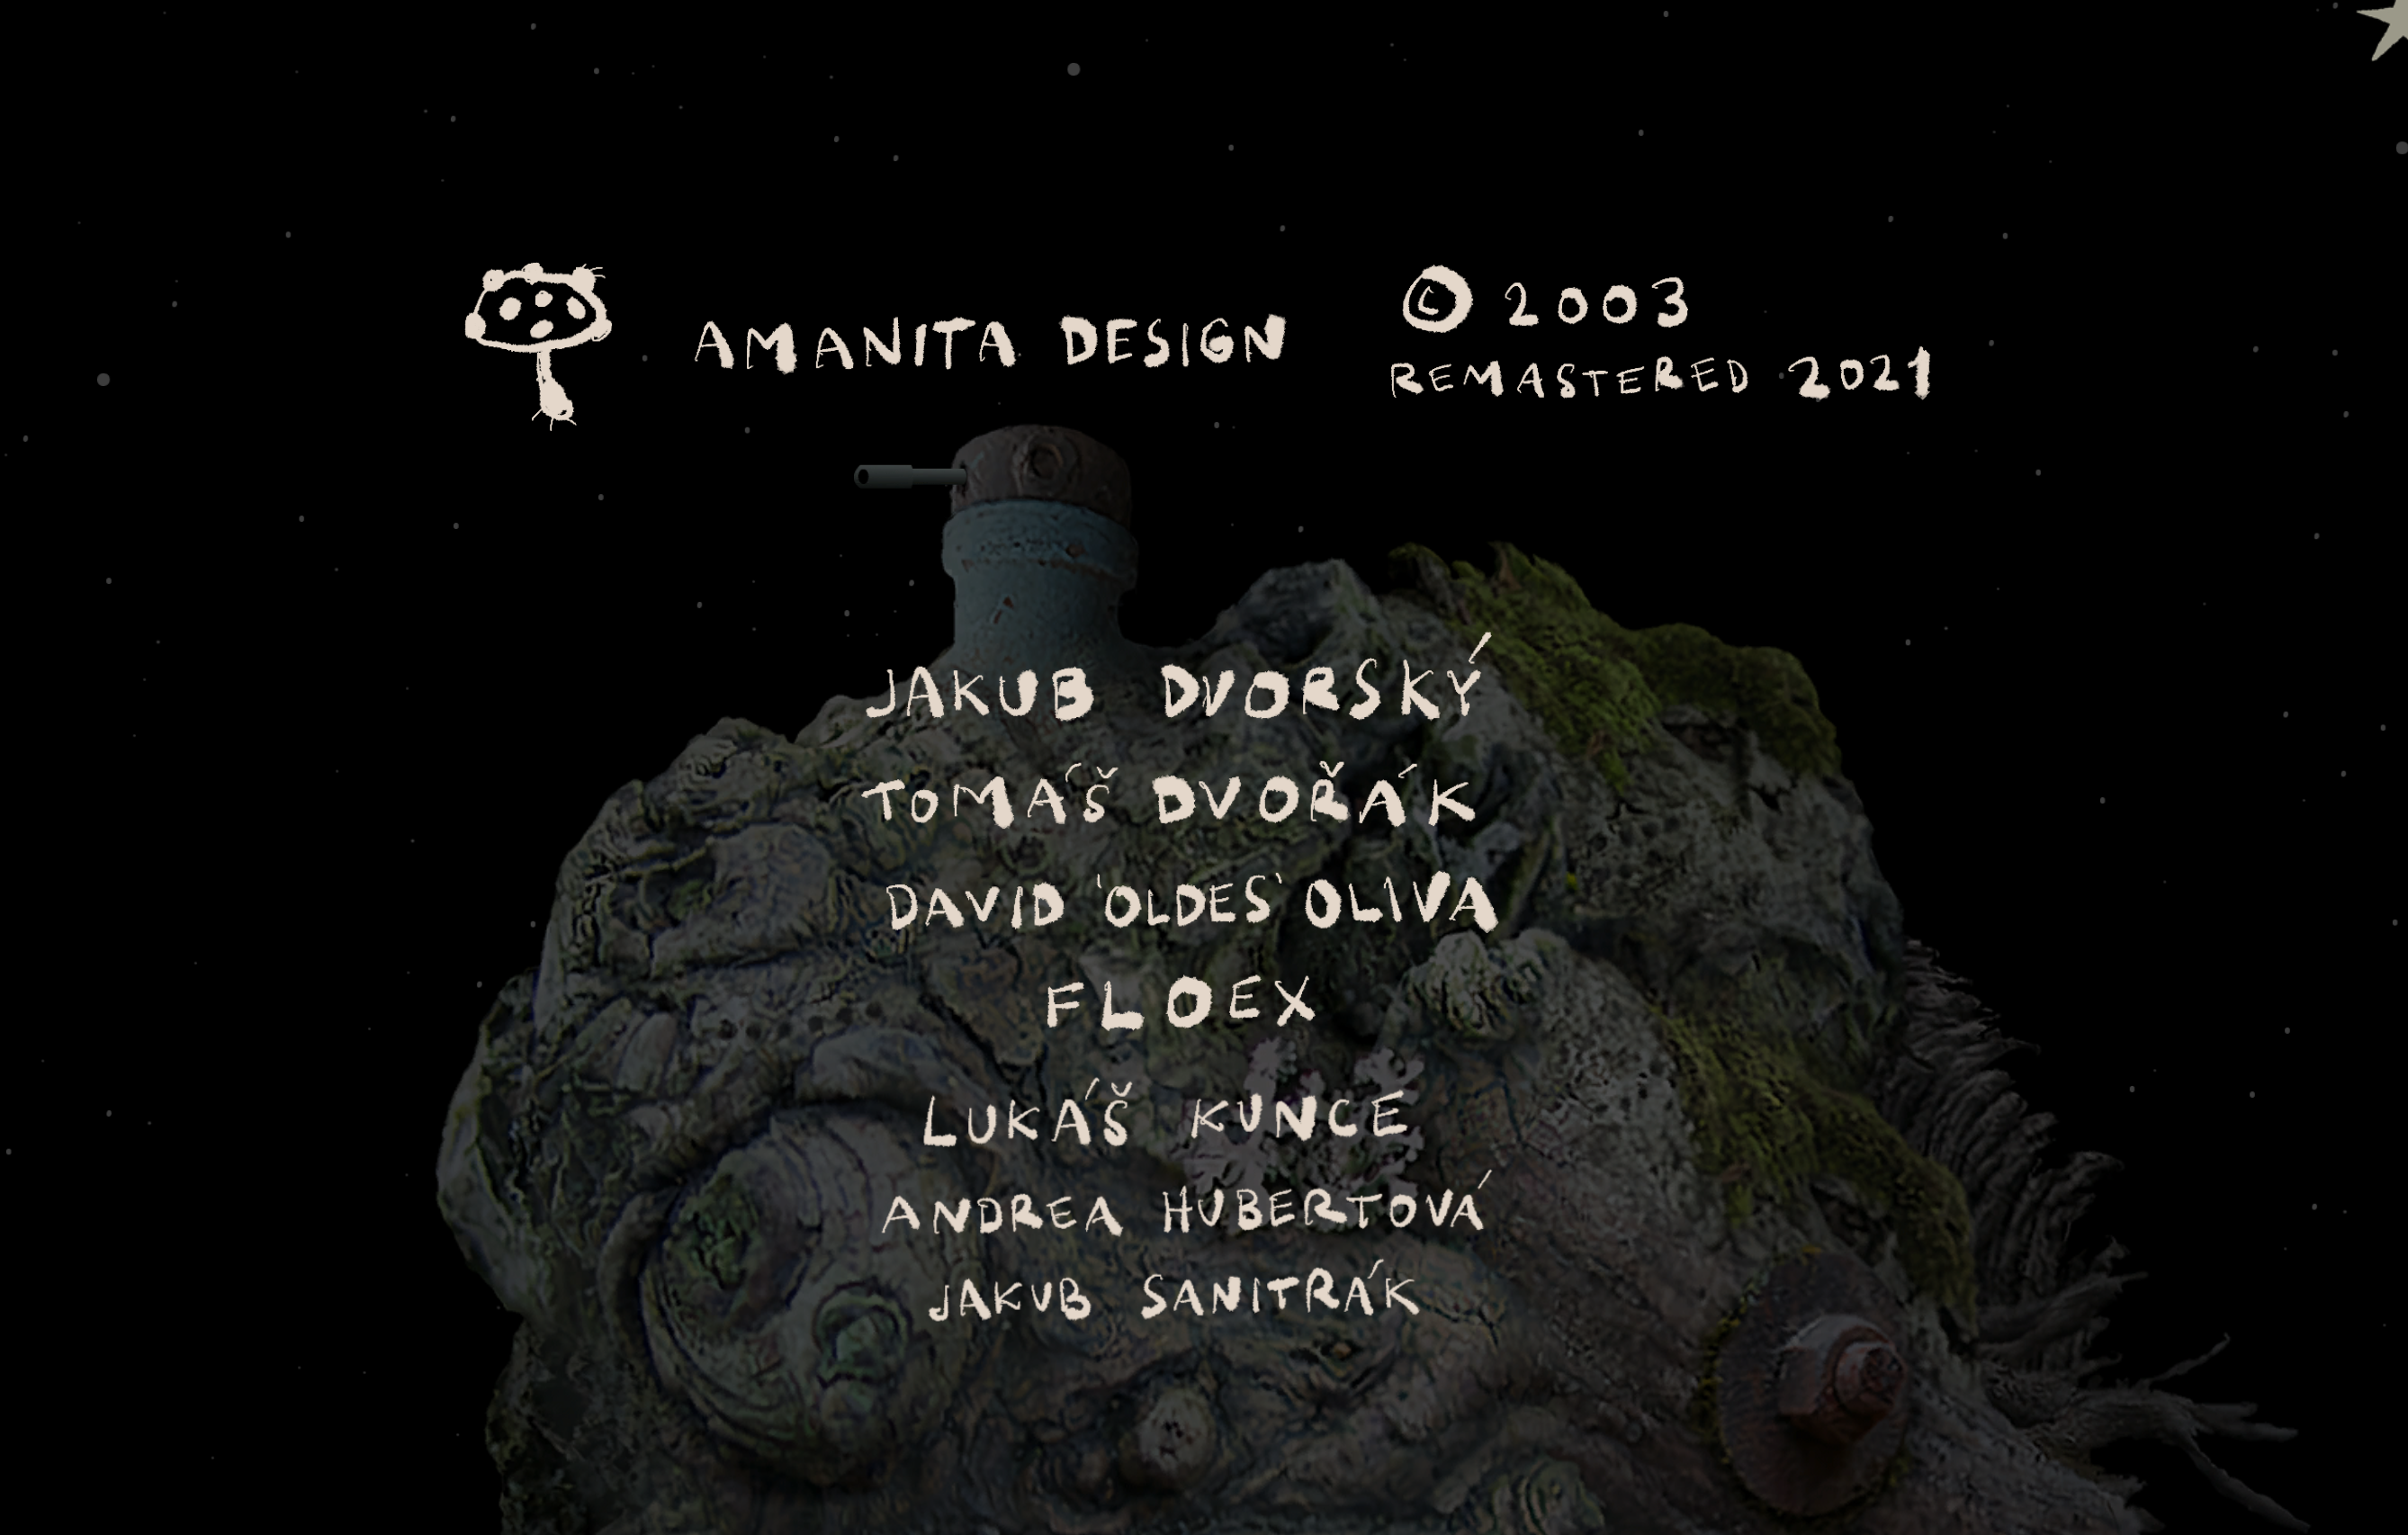 AMANITA DESIGN
© 2003
REMASTERED 2021
JAKUB DVORSKÝ
TOMÁŠ DVOŘÁK
DAVID 'OLDES' OLIVA
FLOEX
LUKÁŠ KUNCE
ANDREA HUBERTOVÁ
JAKUB SANITRÁK